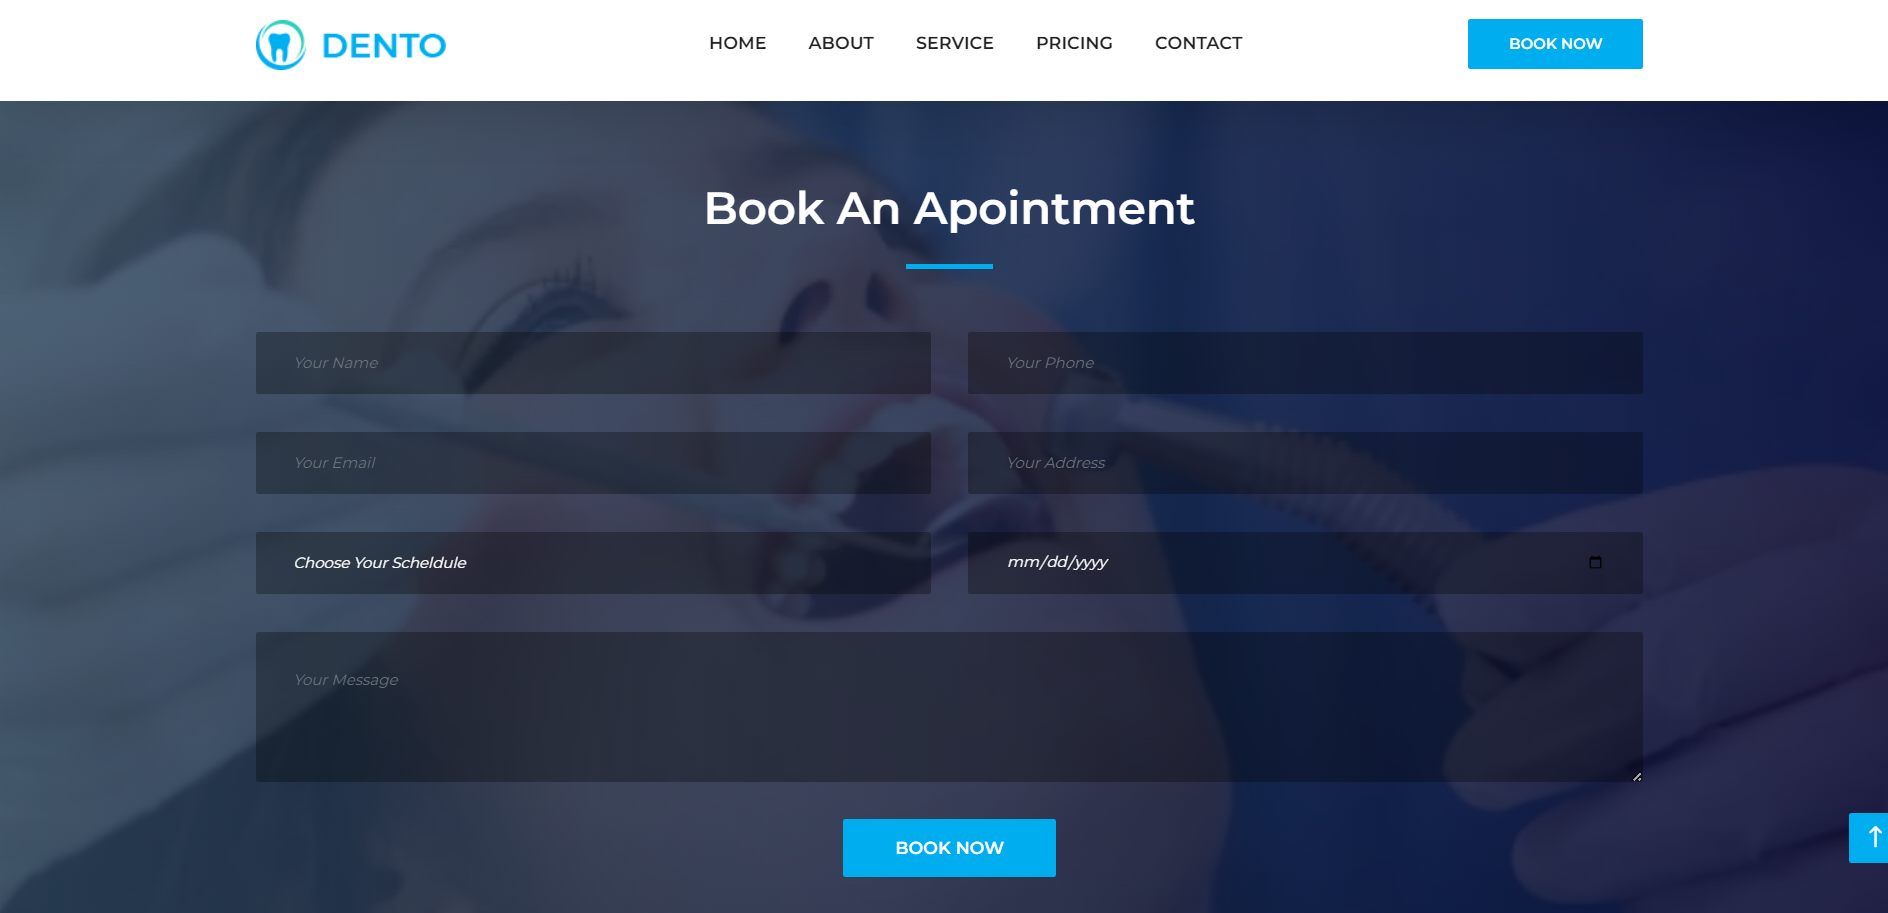 DENTO
HOME ABOUT SERVICE PRICING CONTACT
BOOK NOW
Book An Apointment
Your Name
Your Phone
Your Email
Your Address
Choose Your Scheldule
mm/dd/yyyy
Your Message
BOOK NOW